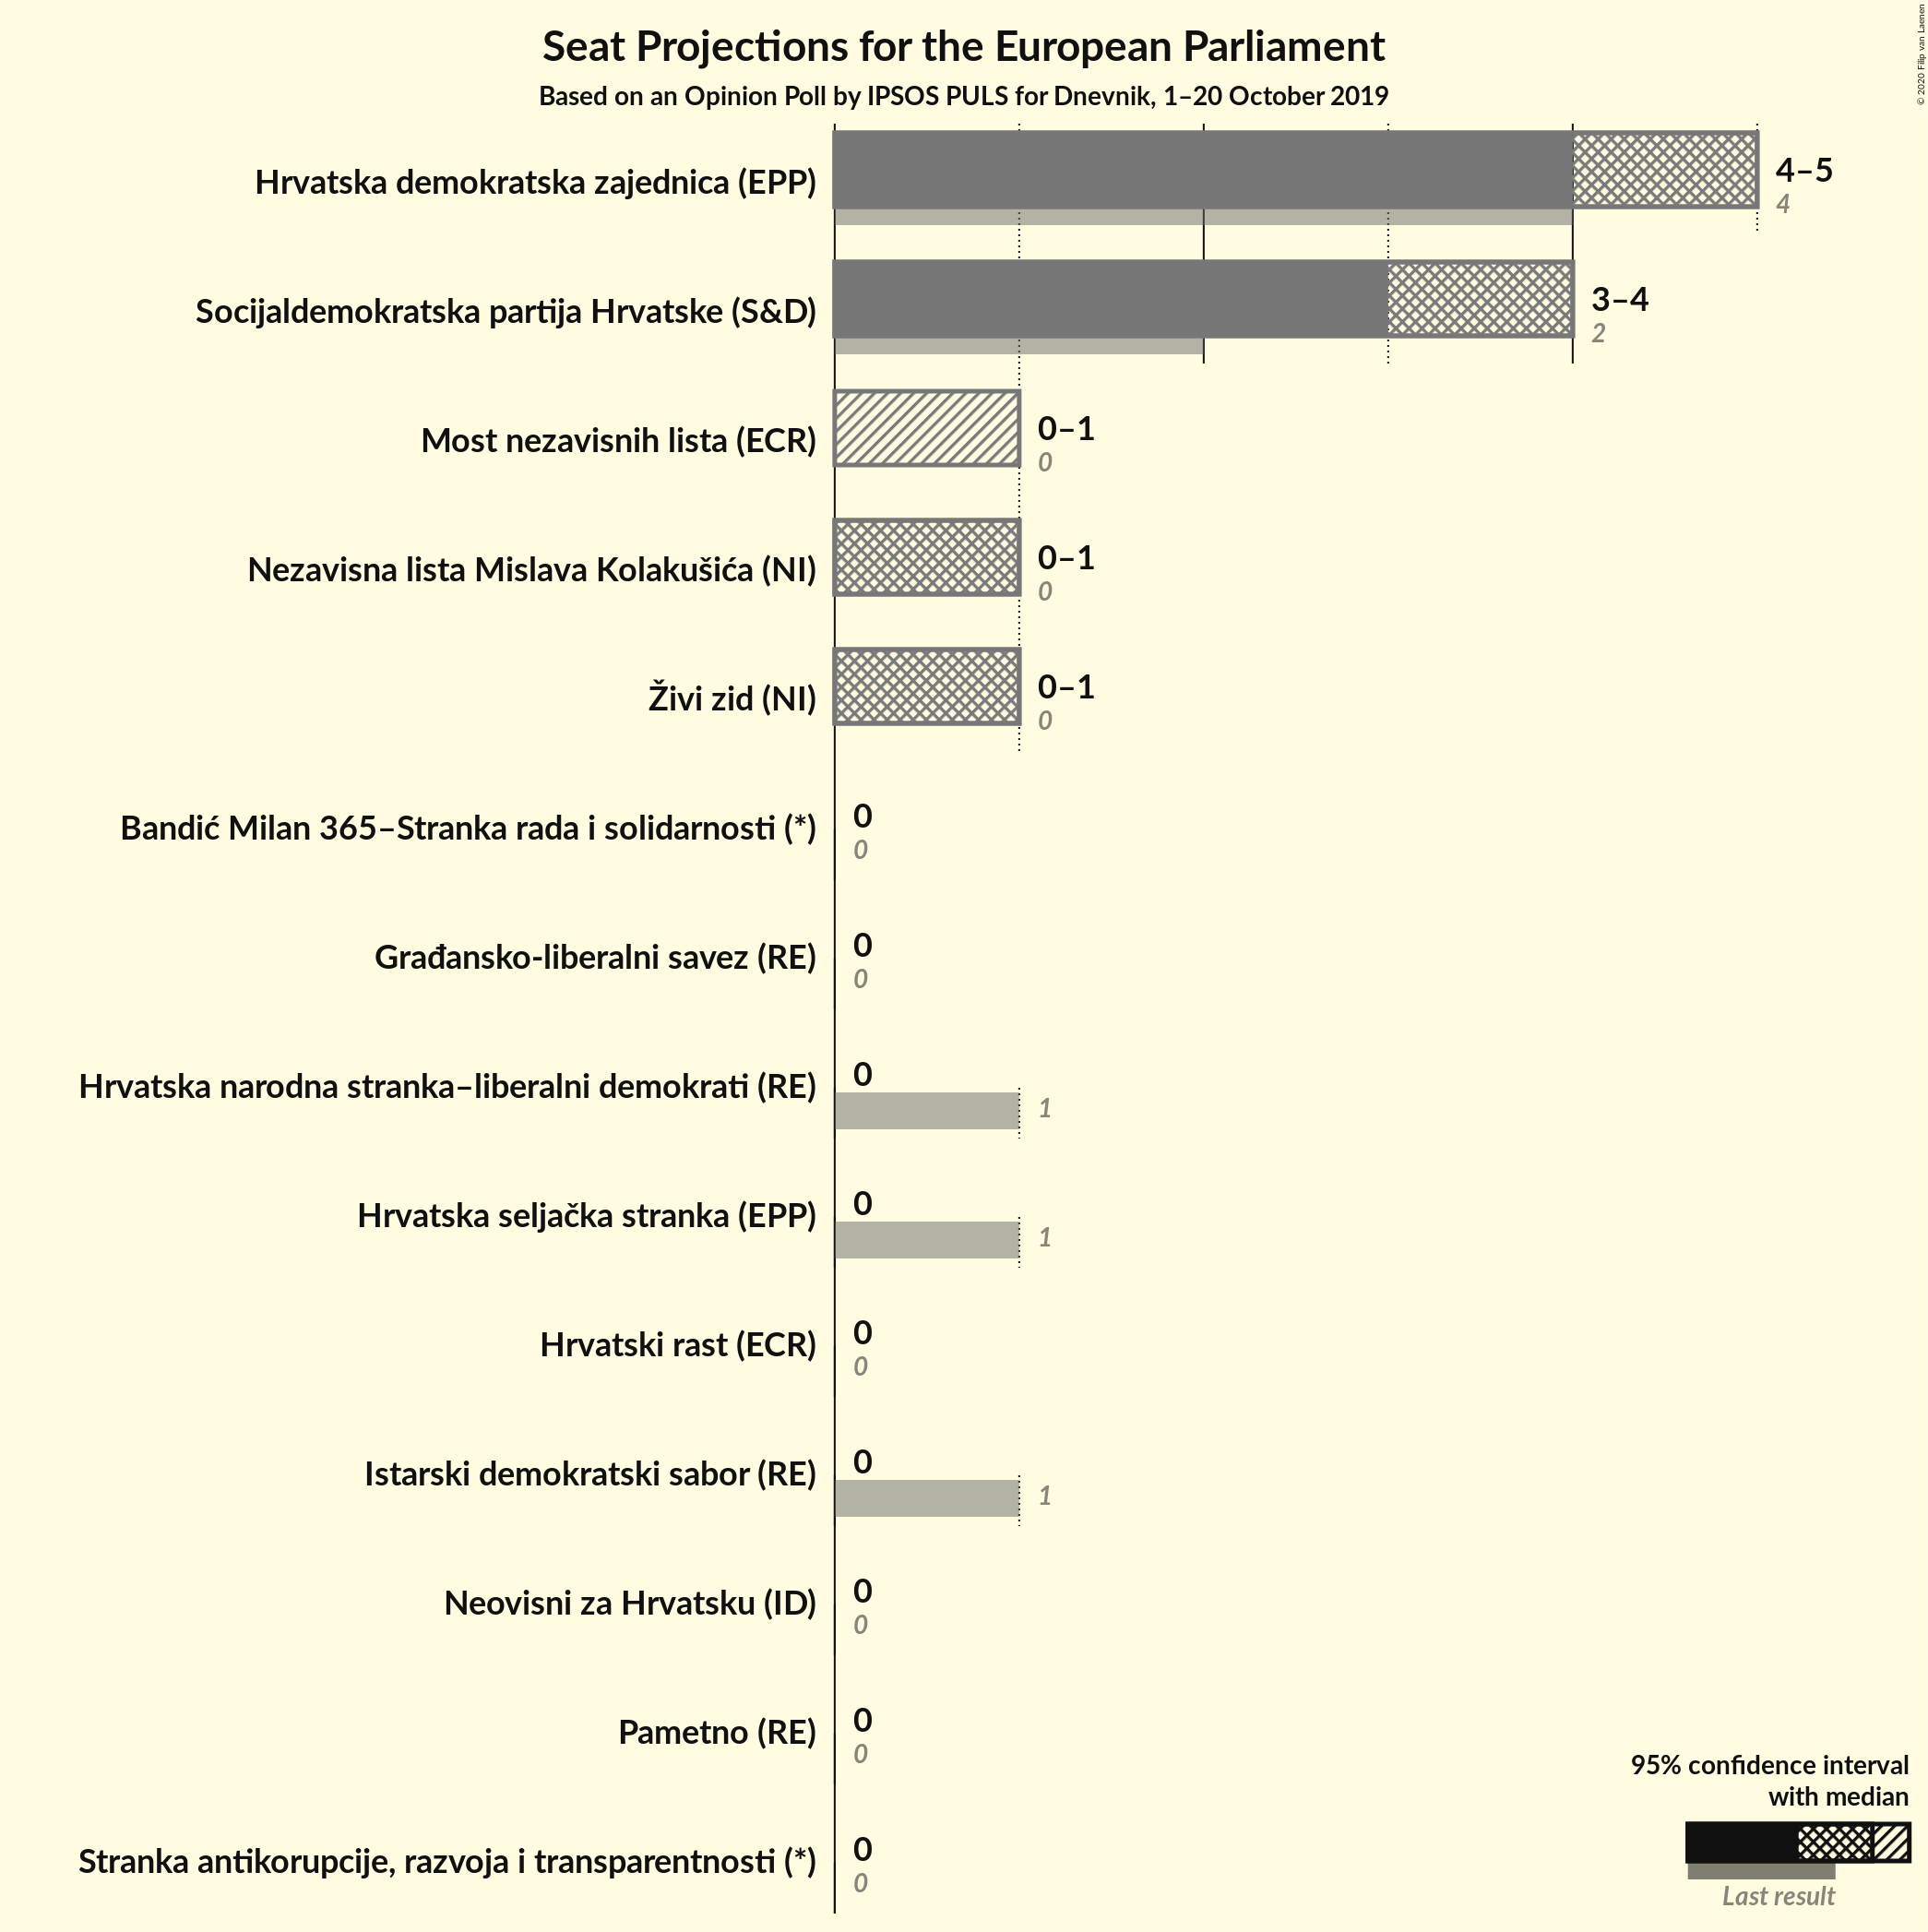 Seat Projections for the European Parliament
Based on an Opinion Poll by IPSOS PULS for Dnevnik, 1–20 October 2019
© 2020 Filip van Laenen
Hrvatska demokratska zajednica (EPP)
4–5
4
Socijaldemokratska partija Hrvatske (S&D)
3–4
2
Most nezavisnih lista (ECR)
0–1
0
Nezavisna lista Mislava Kolakušića (NI)
0–1
0
Živi zid (NI)
0–1
0
Bandić Milan 365–Stranka rada i solidarnosti (*)
0
0
Građansko-liberalni savez (RE)
0
0
Hrvatska narodna stranka–liberalni demokrati (RE)
0
1
Hrvatska seljačka stranka (EPP)
0
1
Hrvatski rast (ECR)
0
0
Istarski demokratski sabor (RE)
0
1
Neovisni za Hrvatsku (ID)
0
0
Pametno (RE)
0
0
Stranka antikorupcije, razvoja i transparentnosti (*)
0
0
95% confidence interval
with median
Last result